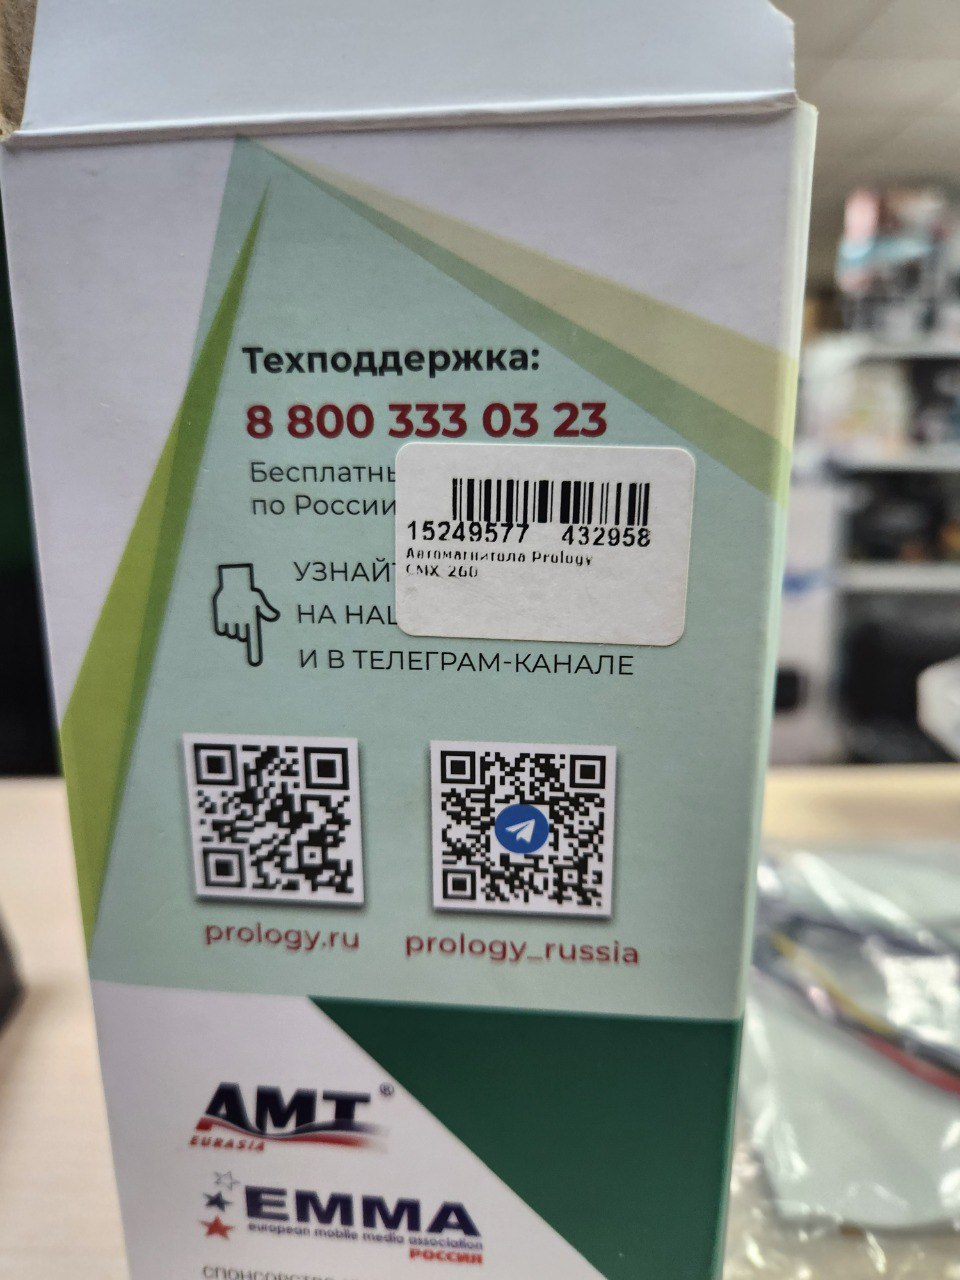 Техподдержка:
8 800 333 03 23
Бесплатны
по России
15249577 432958
Автомагнитола Prology
CMX 260
УЗНАЙТ
НА НАШ
И В ТЕЛЕГРАМ-КАНАЛЕ
prology.ru
prology_russia
AMT®
EURASIA
EMMA
european mobile media association
РОССИЯ